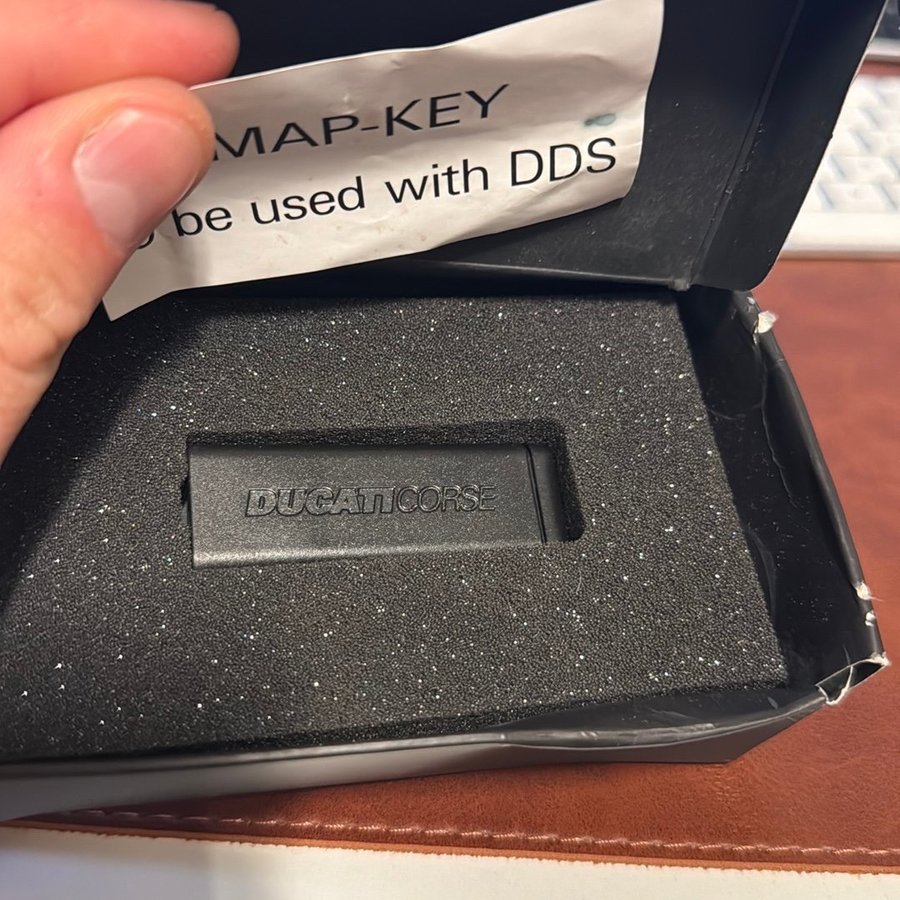 MAP-KEY
be used with DDS
DUCATICORSE